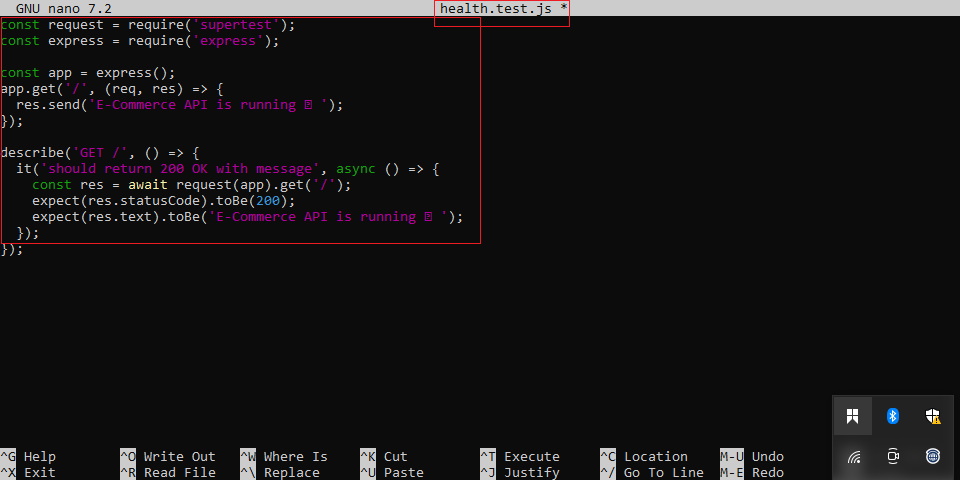 GNU nano 7.2 health.test.js *
const request = require('supertest');
const express = require('express');
const app = express();
app.get('/', (req, res) => {
  res.send('E-Commerce API is running  ');
});
describe('GET /', () => {
  it('should return 200 OK with message', async () => {
    const res = await request(app).get('/');
    expect(res.statusCode).toBe(200);
    expect(res.text).toBe('E-Commerce API is running  ');
  });
});
^G Help ^O Write Out ^W Where Is ^K Cut ^T Execute ^C Location M-U Undo
^X Exit ^R Read File ^\ Replace ^U Paste ^J Justify ^/ Go To Line M-E Redo